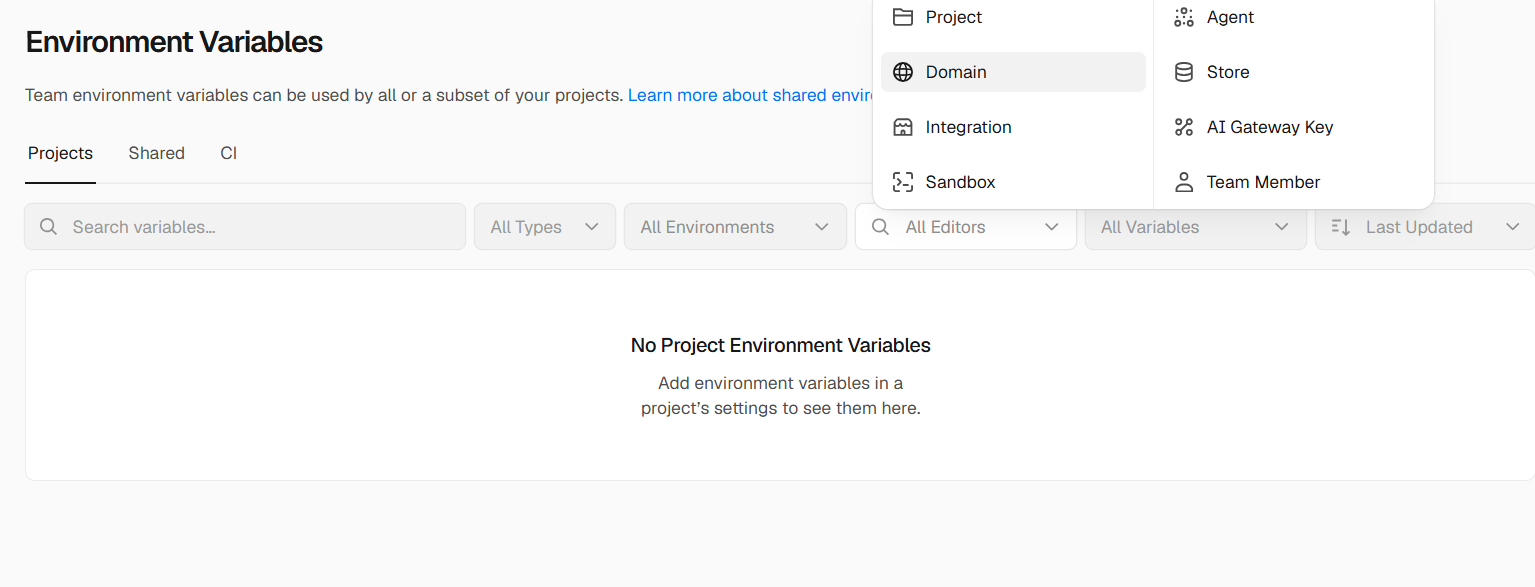 Environment Variables
Team environment variables can be used by all or a subset of your projects. Learn more about shared
Projects
Shared
CI
Project
Agent
Domain
Store
Integration
AI Gateway Key
Sandbox
Team Member
Search variables...
All Types
All Environments
All Editors
All Variables
Last Updated
No Project Environment Variables
Add environment variables in a
project's settings to see them here.